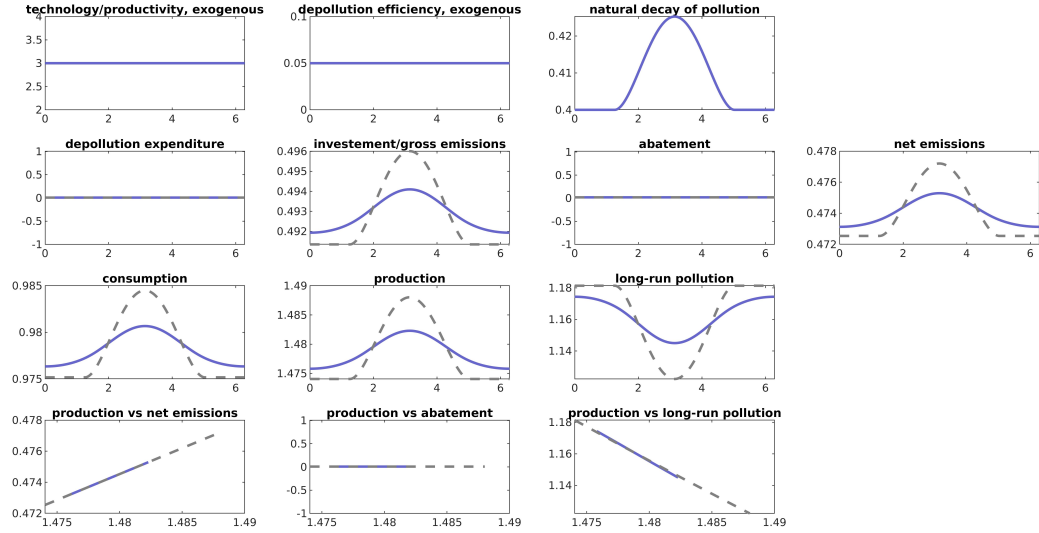 technology/productivity, exogenous
4
3.5
3
2.5
2
0 2 4 6
depollution efficiency, exogenous
0.1
0.05
0
0 2 4 6
natural decay of pollution
0.42
0.41
0.4
0 2 4 6
depollution expenditure
1
0.5
0
-0.5
-1
0 2 4 6
investement/gross emissions
0.496
0.495
0.494
0.493
0.492
0 2 4 6
abatement
1
0.5
0
-0.5
-1
0 2 4 6
net emissions
0.478
0.476
0.474
0.472
0 2 4 6
consumption
0.985
0.98
0.975
0 2 4 6
production
1.49
1.485
1.48
1.475
0 2 4 6
long-run pollution
1.18
1.16
1.14
0 2 4 6
production vs net emissions
0.478
0.476
0.474
0.472
1.475 1.48 1.485 1.49
production vs abatement
1
0.5
0
-0.5
-1
1.475 1.48 1.485 1.49
production vs long-run pollution
1.18
1.16
1.14
1.475 1.48 1.485 1.49